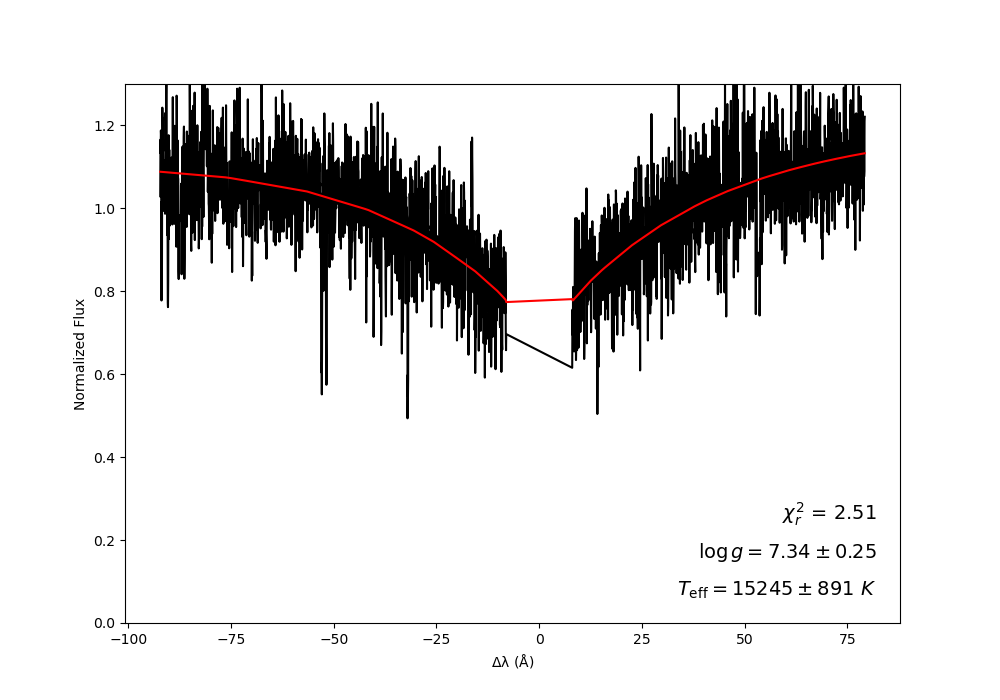 1.2
1.0
0.8
0.6
0.4
0.2
0.0
Normalized Flux
χ²ᵣ = 2.51
log g = 7.34 ± 0.25
T_eff = 15245 ± 891 K
−100 −75 −50 −25 0 25 50 75
Δλ (Å)